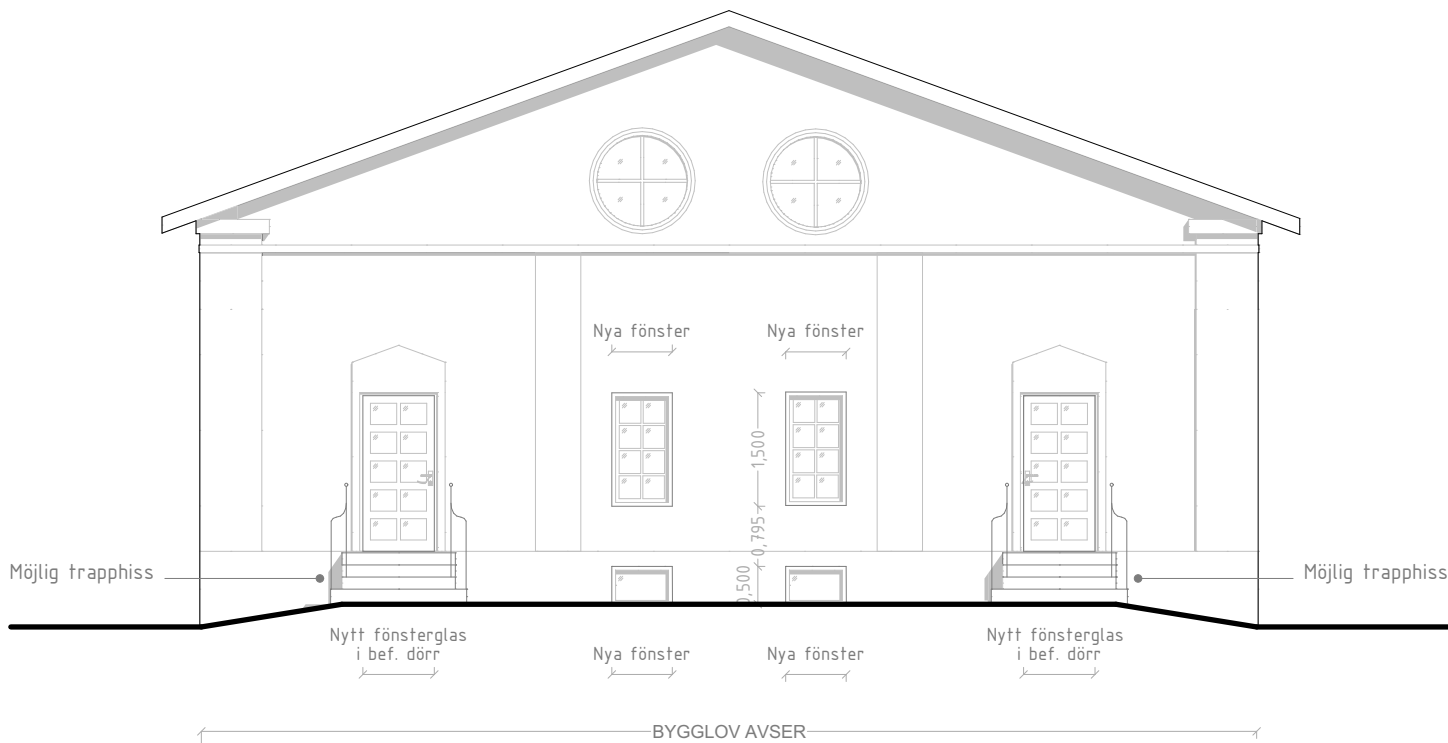 Nya fönster
Nya fönster
1,500
0,795
0,500
Möjlig trapphiss
Möjlig trapphiss
Nytt fönsterglas
i bef. dörr
Nya fönster
Nya fönster
Nytt fönsterglas
i bef. dörr
BYGGLOV AVSER